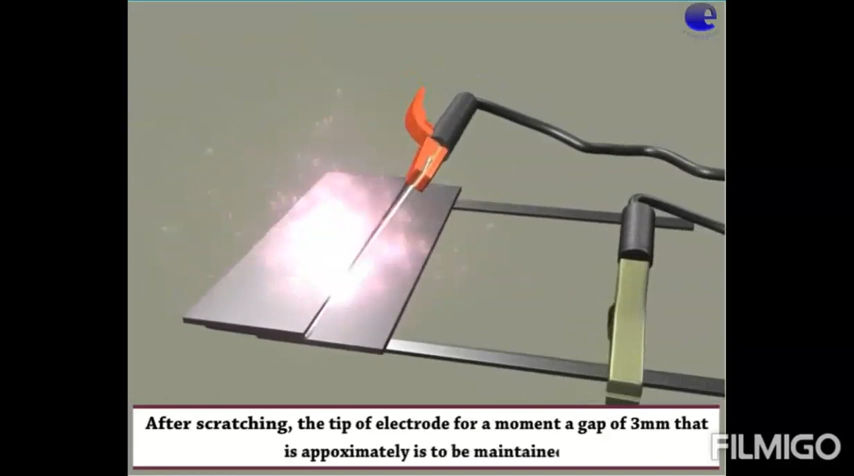 After scratching, the tip of electrode for a moment a gap of 3mm that
is appoximately is to be maintaine
FILMIGO